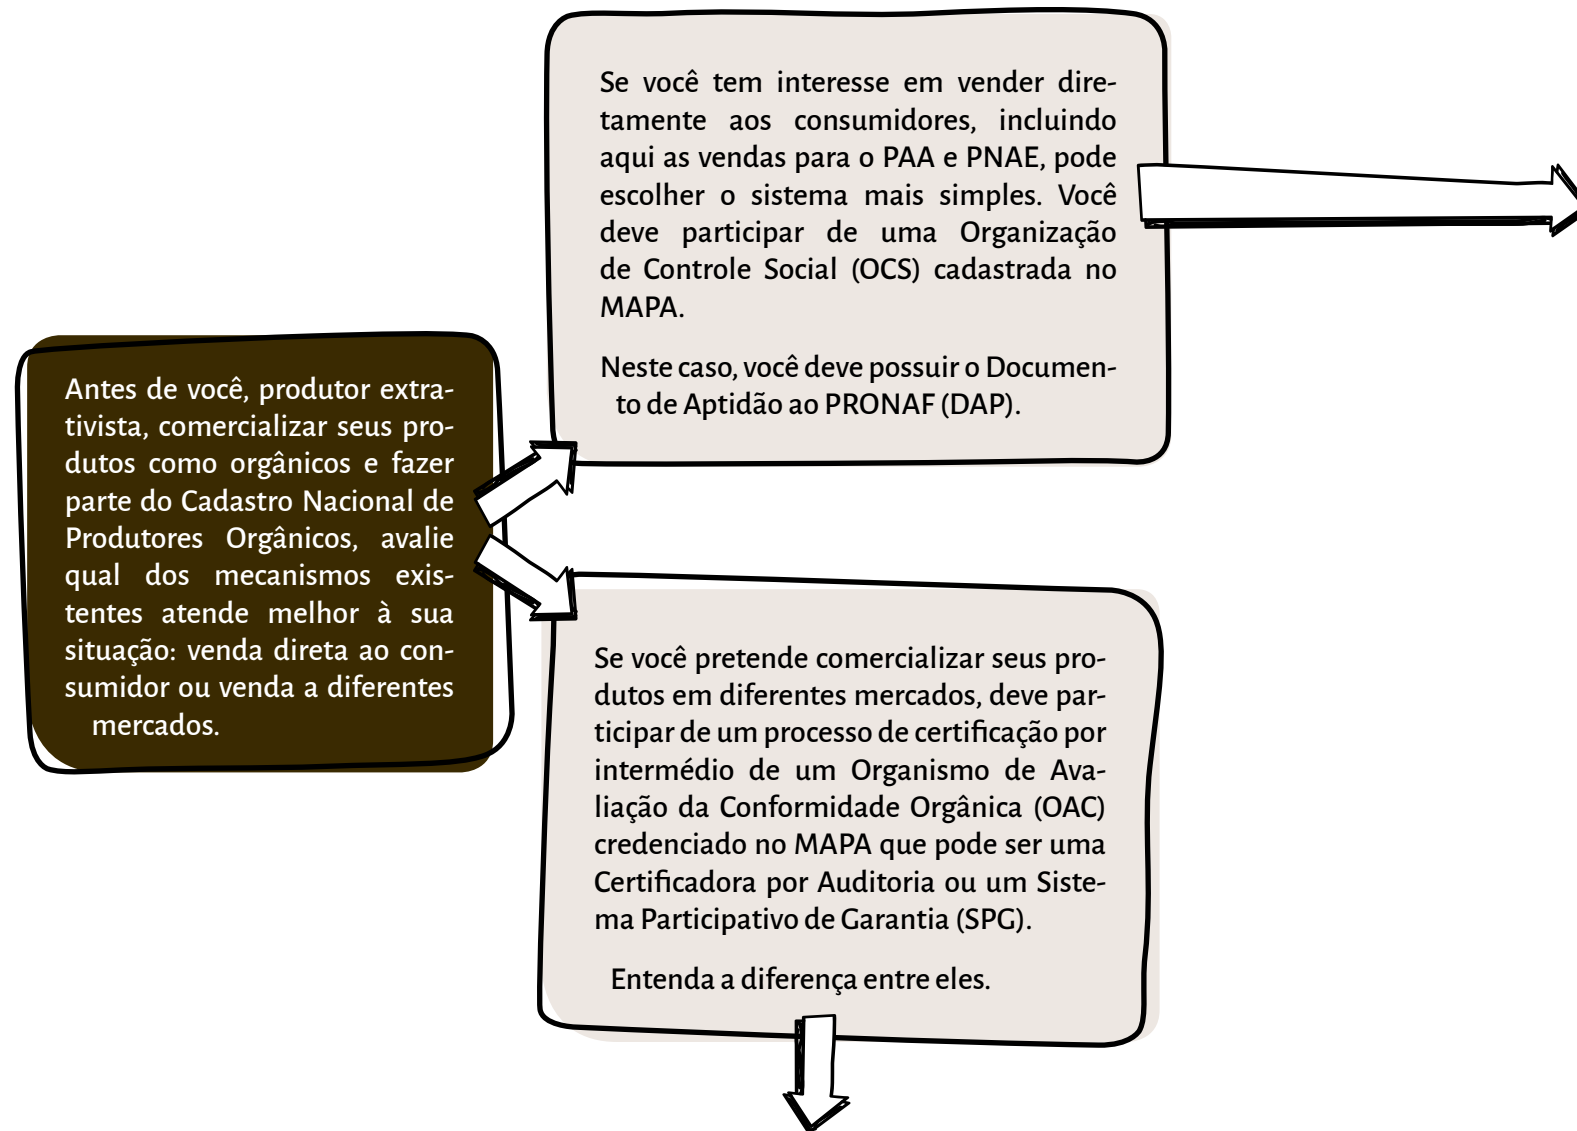 Antes de você, produtor extra-
tivista, comercializar seus pro-
dutos como orgânicos e fazer
parte do Cadastro Nacional de
Produtores Orgânicos, avalie
qual dos mecanismos exis-
tentes atende melhor à sua
situação: venda direta ao con-
sumidor ou venda a diferentes
mercados.
Se você tem interesse em vender dire-
tamente aos consumidores, incluindo
aqui as vendas para o PAA e PNAE, pode
escolher o sistema mais simples. Você
deve participar de uma Organização
de Controle Social (OCS) cadastrada no
MAPA.
Neste caso, você deve possuir o Documen-
to de Aptidão ao PRONAF (DAP).
Se você pretende comercializar seus pro-
dutos em diferentes mercados, deve par-
ticipar de um processo de certificação por
intermédio de um Organismo de Ava-
liação da Conformidade Orgânica (OAC)
credenciado no MAPA que pode ser uma
Certificadora por Auditoria ou um Siste-
ma Participativo de Garantia (SPG).
Entenda a diferença entre eles.